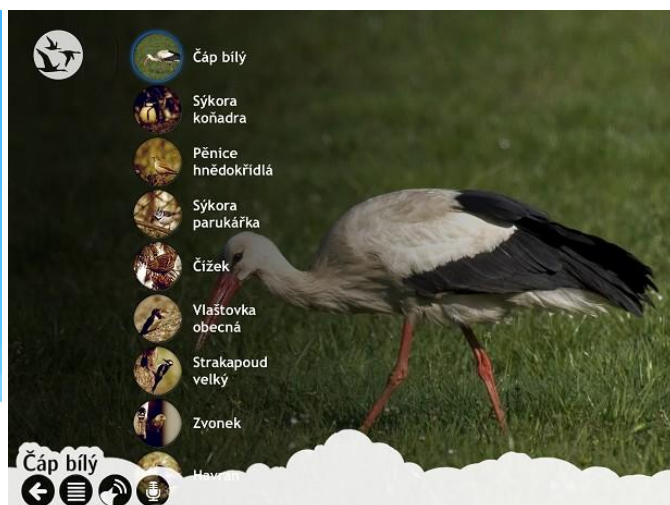 Čáp bílý
Sýkora
koňadra
Pěnice
hnědokřídlá
Sýkora
parukářka
Čížek
Vlaštovka
obecná
Strakapoud
velký
Zvonek
Havran
Čáp bílý